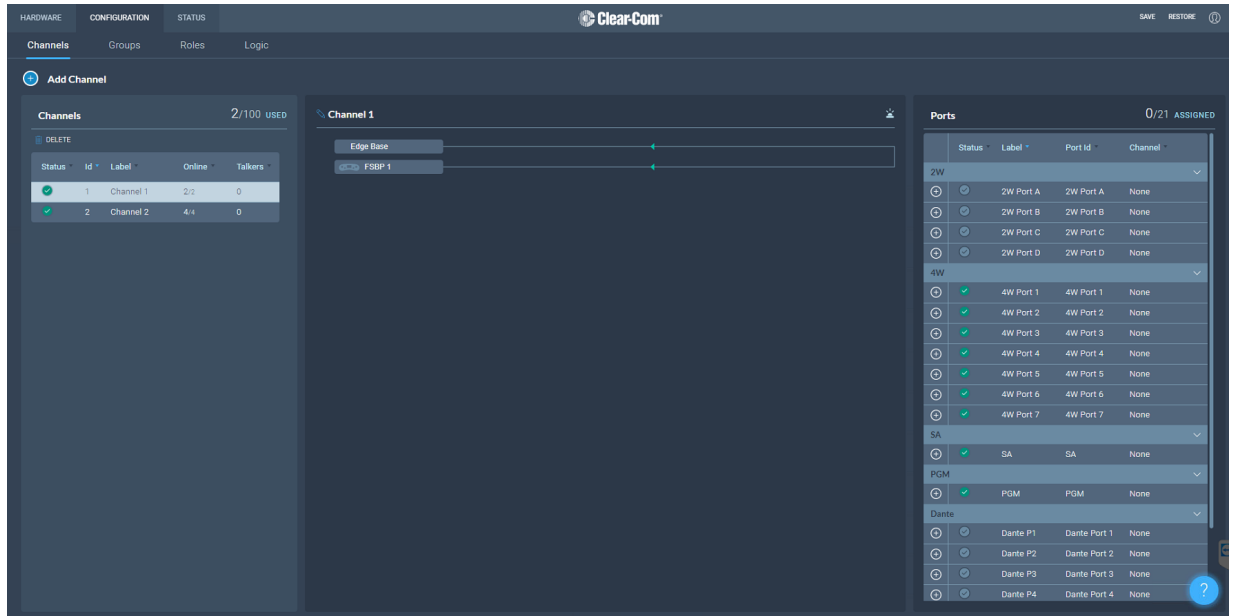 HARDWARE CONFIGURATION STATUS Clear-Com SAVE RESTORE
Channels Groups Roles Logic
Add Channel
Channels 2/100 USED
DELETE
Status Id Label Online Talkers
1 Channel 1 2/2 0
2 Channel 2 4/4 0
Channel 1
Edge Base
FSBP 1
Ports 0/21 ASSIGNED
Status Label Port Id Channel
2W
2W Port A 2W Port A None
2W Port B 2W Port B None
2W Port C 2W Port C None
2W Port D 2W Port D None
4W
4W Port 1 4W Port 1 None
4W Port 2 4W Port 2 None
4W Port 3 4W Port 3 None
4W Port 4 4W Port 4 None
4W Port 5 4W Port 5 None
4W Port 6 4W Port 6 None
4W Port 7 4W Port 7 None
SA
SA SA None
PGM
PGM PGM None
Dante
Dante P1 Dante Port 1 None
Dante P2 Dante Port 2 None
Dante P3 Dante Port 3 None
Dante P4 Dante Port 4 None
?